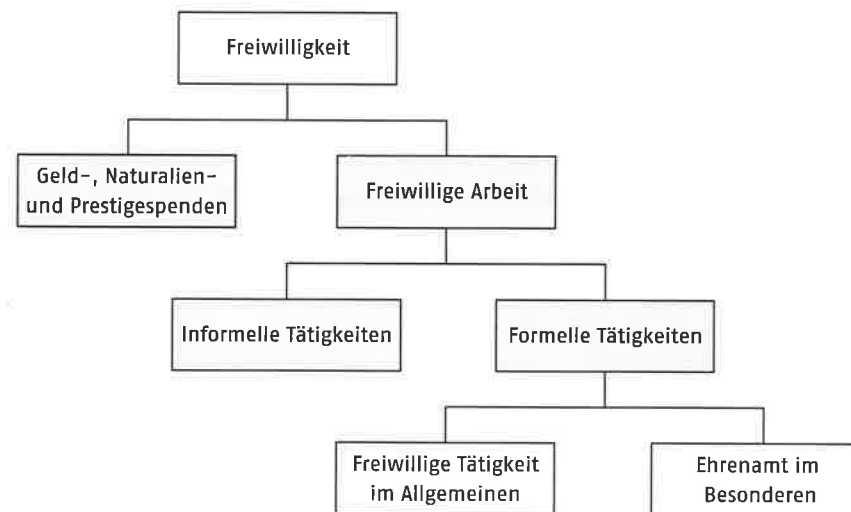 Freiwilligkeit
Geld-, Naturalien-
und Prestigespenden
Freiwillige Arbeit
Informelle Tätigkeiten
Formelle Tätigkeiten
Freiwillige Tätigkeit
im Allgemeinen
Ehrenamt im
Besonderen